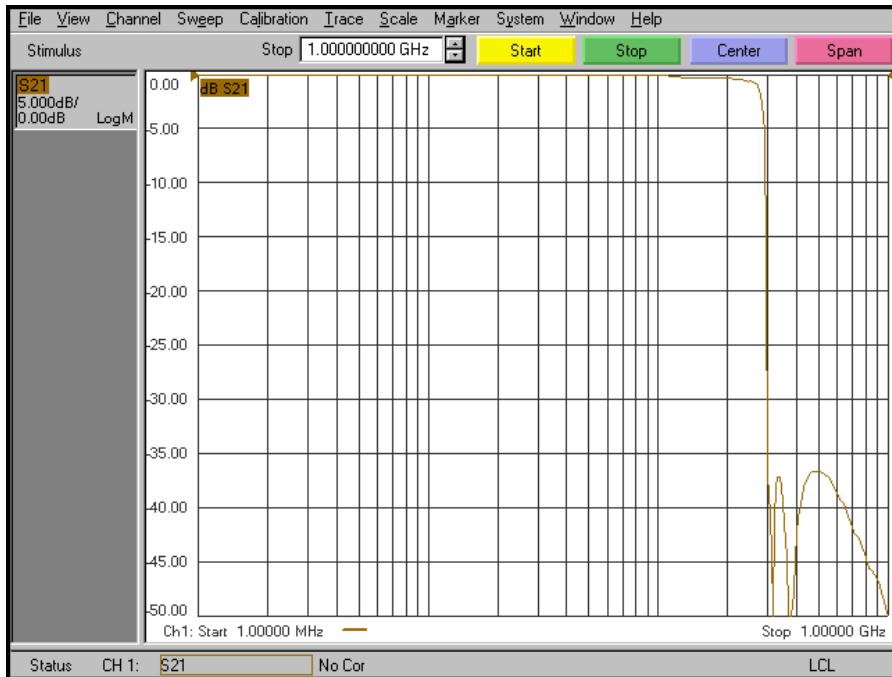 File View Channel Sweep Calibration Trace Scale Marker System Window Help
Stimulus Stop 1.000000000 GHz Start Stop Center Span
S21
5.000dB/
0.00dB LogM
dB S21
0.00
-5.00
-10.00
-15.00
-20.00
-25.00
-30.00
-35.00
-40.00
-45.00
-50.00
Ch1: Start 1.00000 MHz Stop 1.00000 GHz
Status CH 1: S21 No Cor LCL